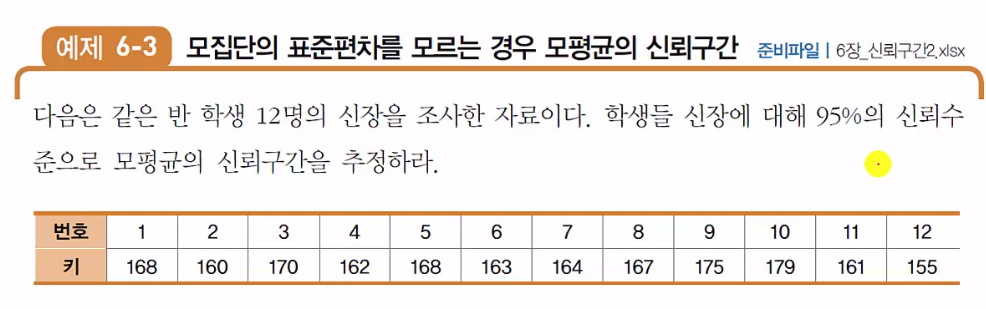 예제 6-3 모집단의 표준편차를 모르는 경우 모평균의 신뢰구간 준비파일 | 6장_신뢰구간2.xlsx
다음은 같은 반 학생 12명의 신장을 조사한 자료이다. 학생들 신장에 대해 95%의 신뢰수
준으로 모평균의 신뢰구간을 추정하라.
번호 1 2 3 4 5 6 7 8 9 10 11 12
키 168 160 170 162 168 163 164 167 175 179 161 155